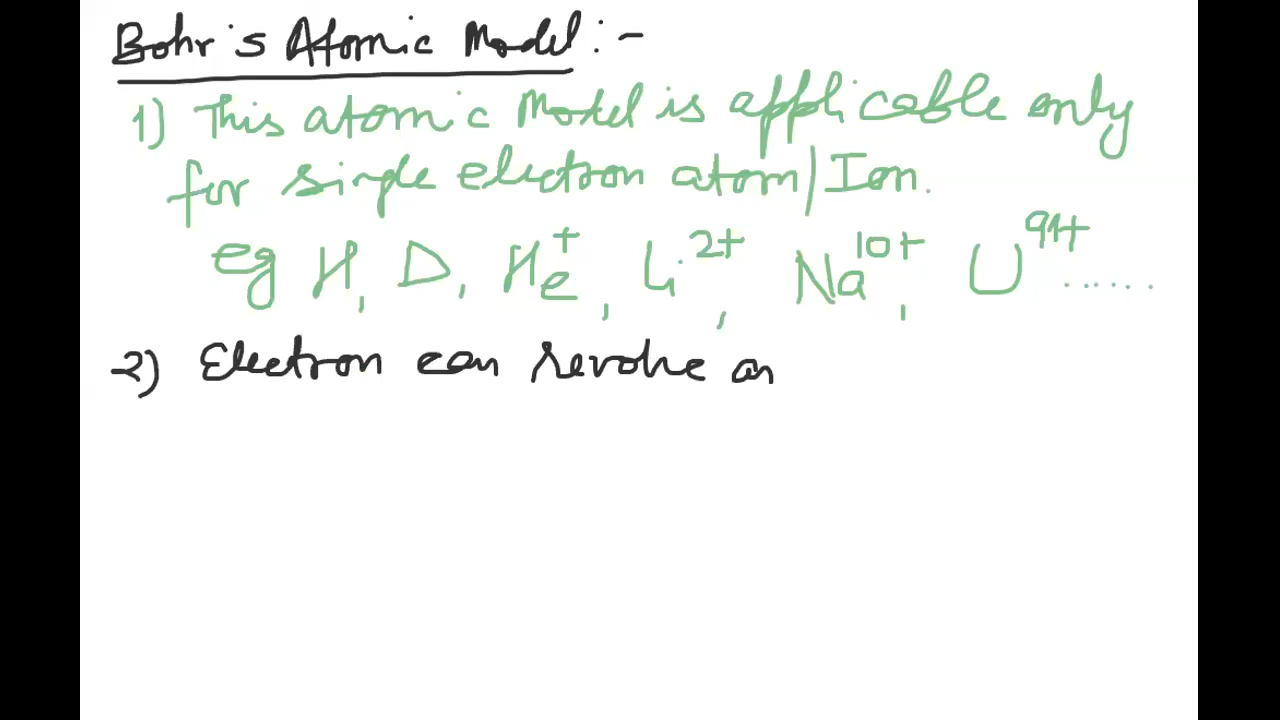 Bohr's Atomic Model :-
1) This atomic Model is applicable only
for single electron atom/Ion.
eg H, D, He⁺, Li²⁺, Na¹⁰⁺, U⁹¹⁺ ......
2) Electron can revolve an